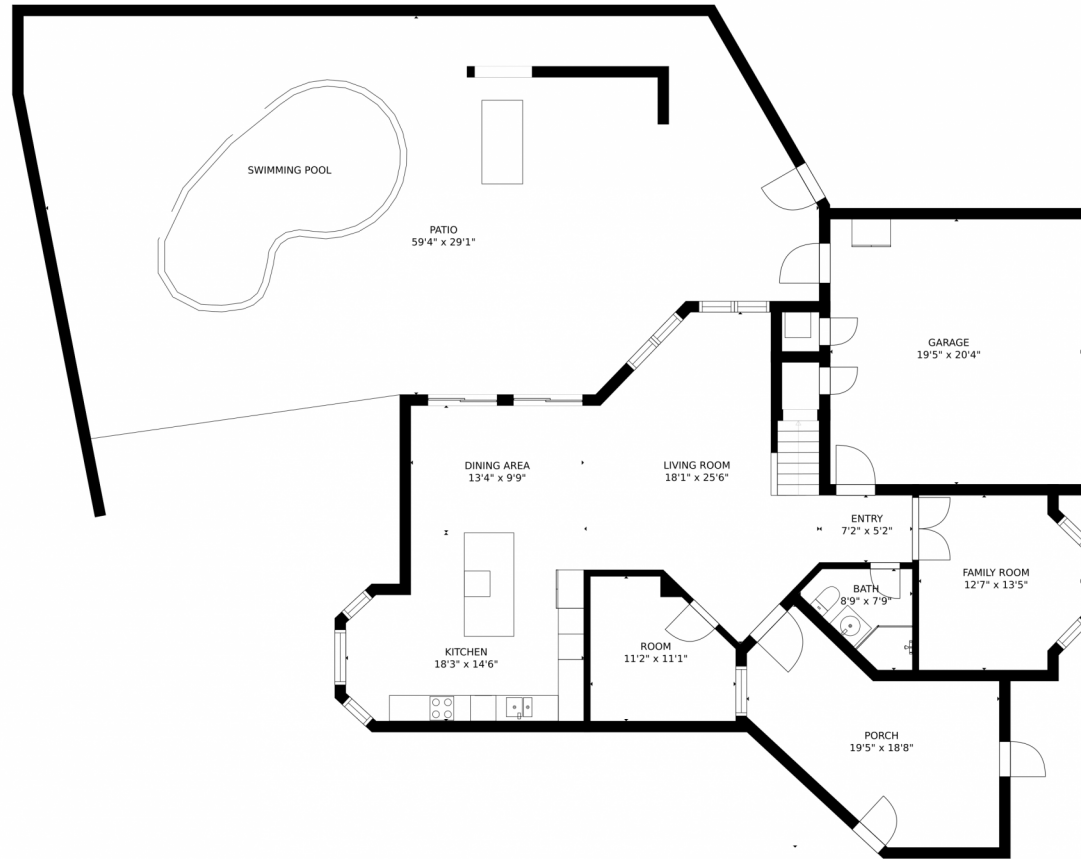 SWIMMING POOL
PATIO
59'4" x 29'1"
GARAGE
19'5" x 20'4"
DINING AREA
13'4" x 9'9"
LIVING ROOM
18'1" x 25'6"
ENTRY
7'2" x 5'2"
FAMILY ROOM
12'7" x 13'5"
BATH
8'9" x 7'9"
KITCHEN
18'3" x 14'6"
ROOM
11'2" x 11'1"
PORCH
19'5" x 18'8"